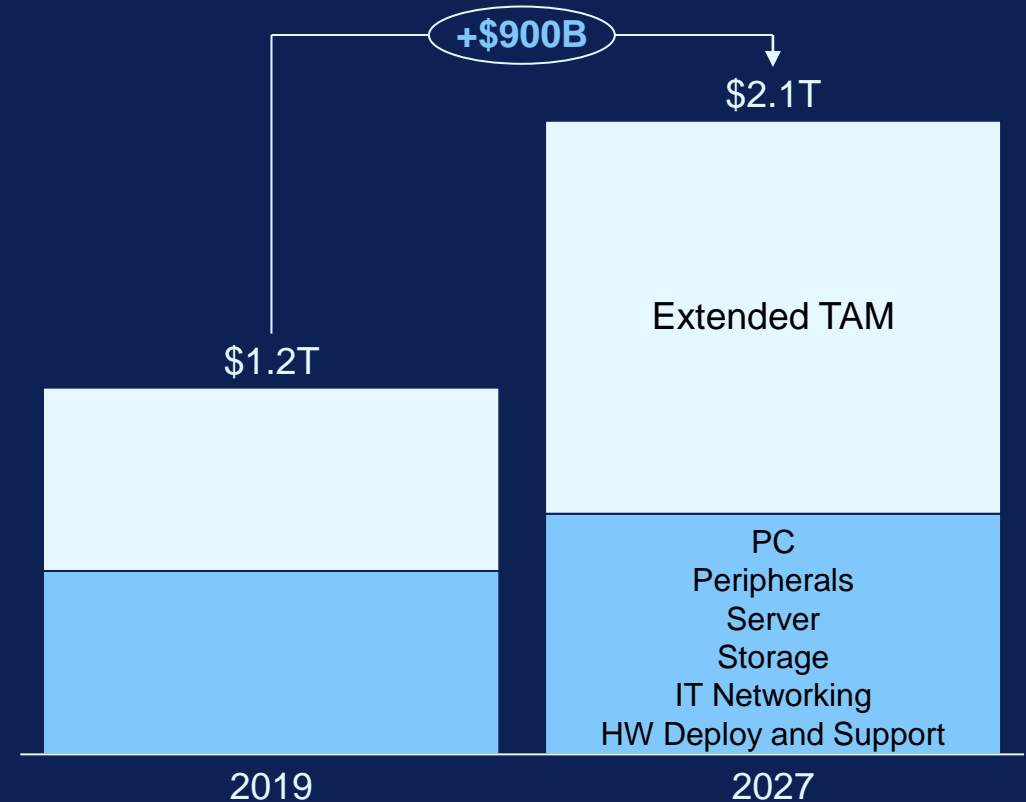 +$900B
$2.1T
$1.2T
Extended TAM
PC
Peripherals
Server
Storage
IT Networking
HW Deploy and Support
2019
2027